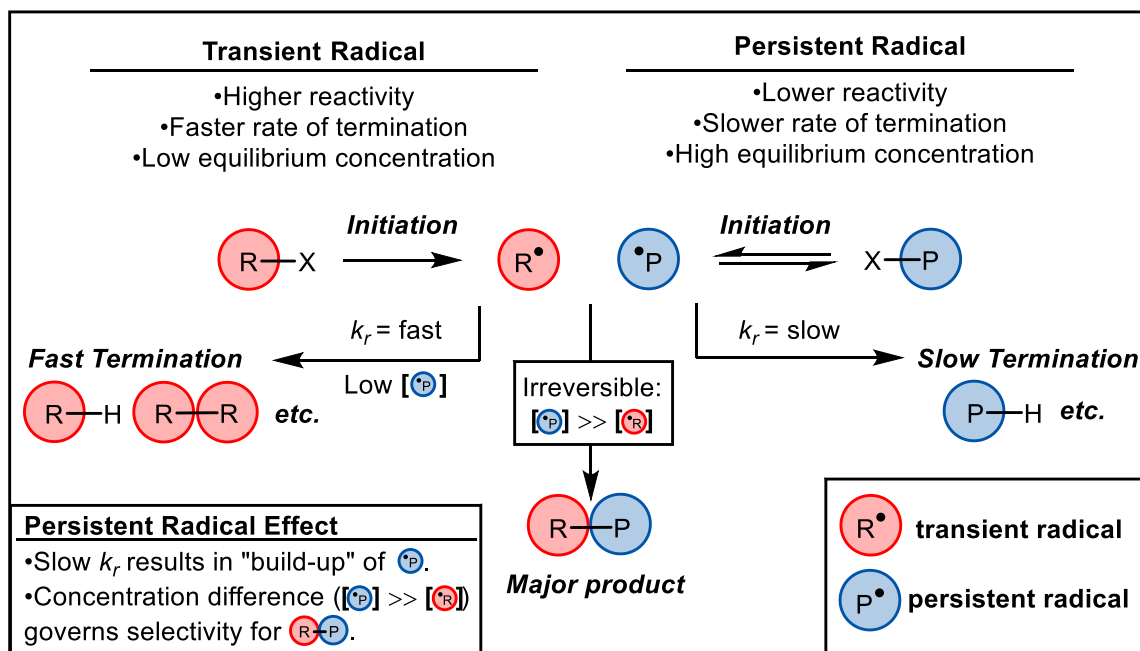 Transient Radical
•Higher reactivity
•Faster rate of termination
•Low equilibrium concentration
Persistent Radical
•Lower reactivity
•Slower rate of termination
•High equilibrium concentration
R–X
Initiation
R•
•P
Initiation
X–P
kr = fast
Fast Termination
Low [•P]
R–H R–R etc.
Irreversible:
[•P] >> [•R]
kr = slow
Slow Termination
P–H etc.
R–P
Major product
Persistent Radical Effect
•Slow kr results in "build-up" of •P.
•Concentration difference ([•P] >> [•R])
governs selectivity for R–P.
R• transient radical
P• persistent radical